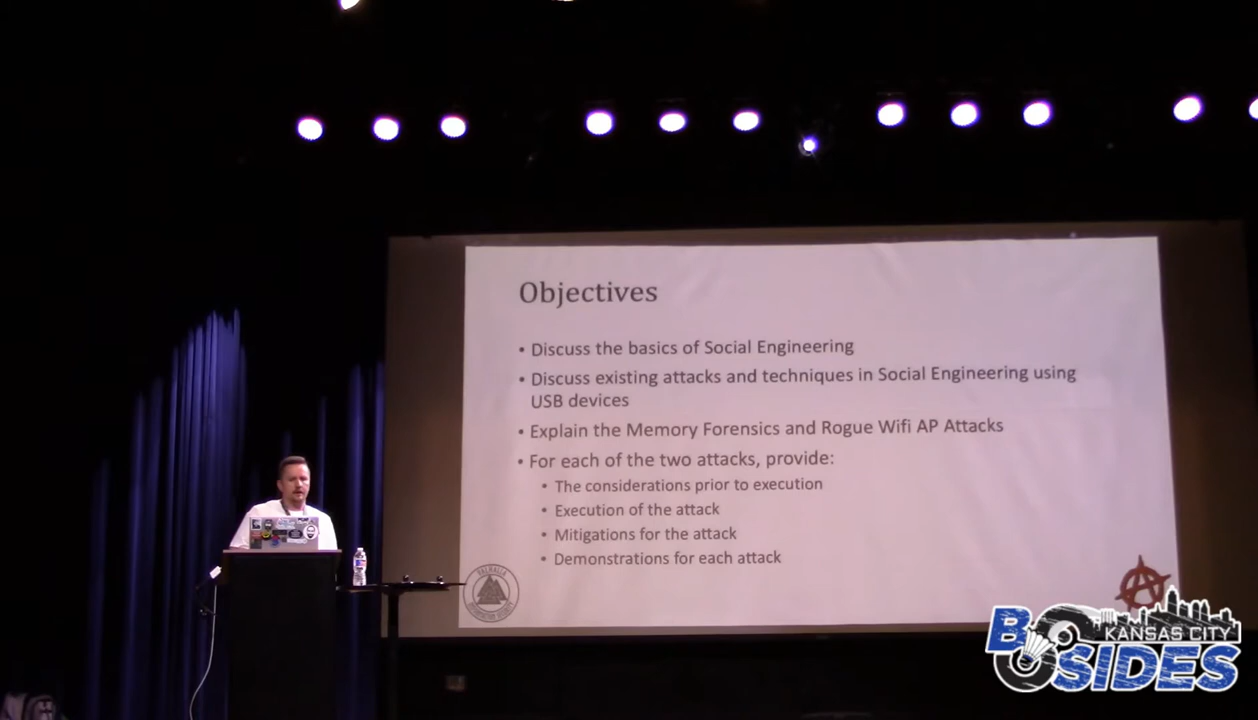 Objectives
• Discuss the basics of Social Engineering
• Discuss existing attacks and techniques in Social Engineering using
USB devices
• Explain the Memory Forensics and Rogue Wifi AP Attacks
• For each of the two attacks, provide:
• The considerations prior to execution
• Execution of the attack
• Mitigations for the attack
• Demonstrations for each attack
VALHALLA
BSIDES
KANSAS CITY